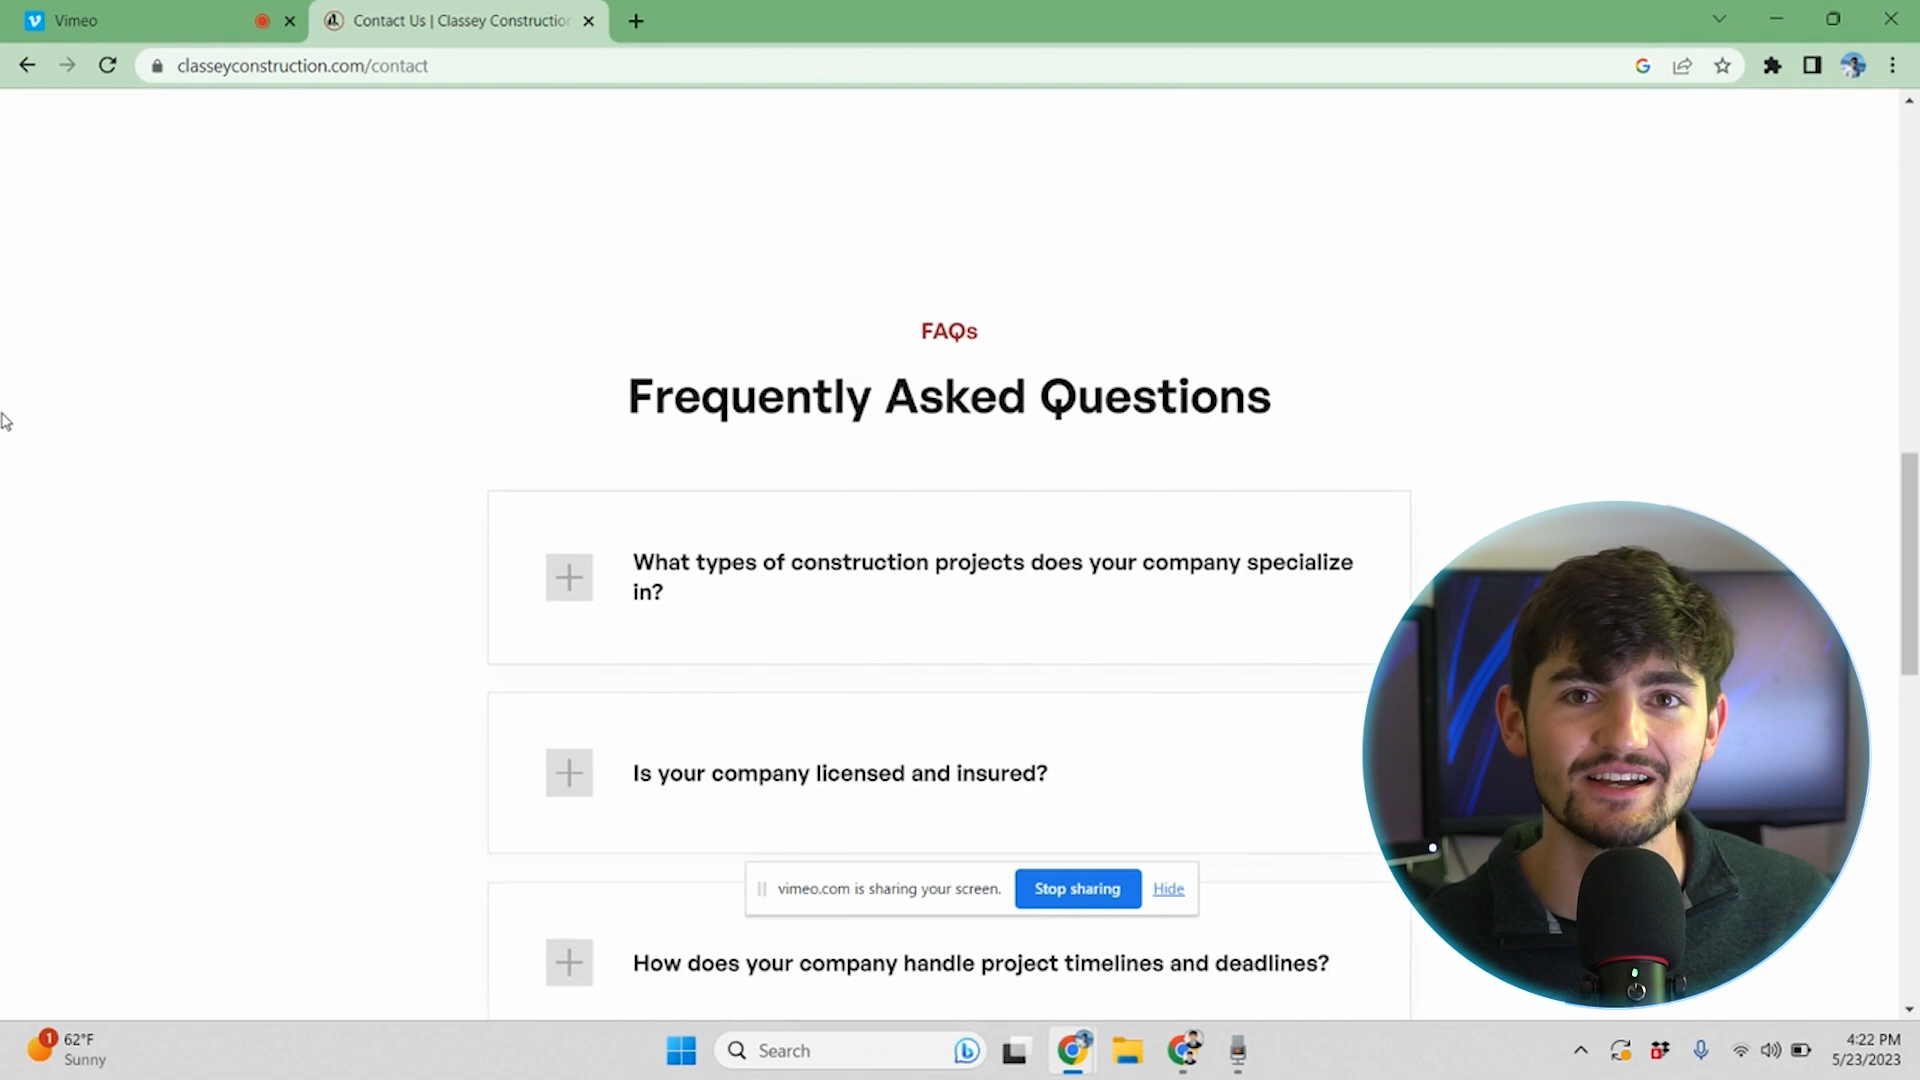 Vimeo
Contact Us | Classey Construction
classeyconstruction.com/contact
FAQs
Frequently Asked Questions
What types of construction projects does your company specialize
in?
Is your company licensed and insured?
vimeo.com is sharing your screen.
Stop sharing
Hide
How does your company handle project timelines and deadlines?
1
62°F
Sunny
Search
4:22 PM
5/23/2023